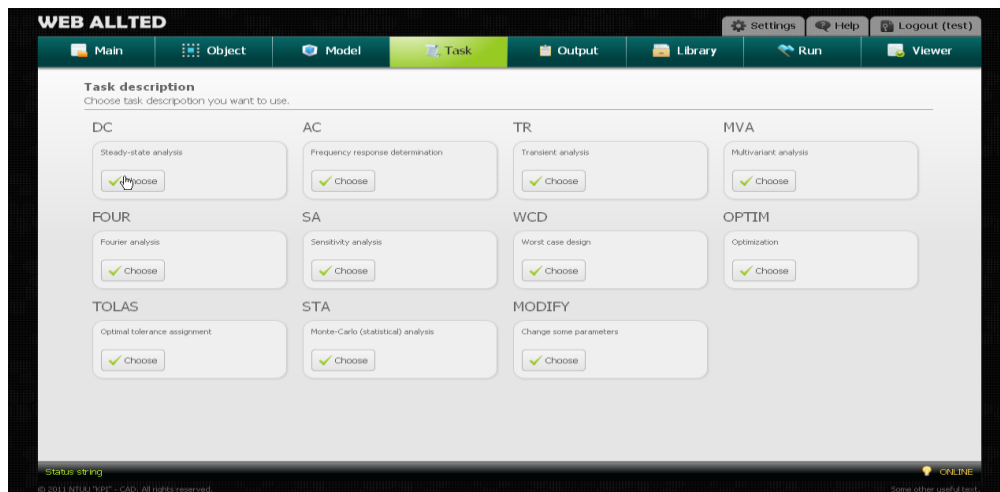 WEB ALLTED
Settings Help Logout (test)
Main Object Model Task Output Library Run Viewer
Task description
Choose task descripotion you want to use.
DC AC TR MVA
Steady-state analysis Frequency response determination Transient analysis Multivariant analysis
Choose Choose Choose Choose
FOUR SA WCD OPTIM
Fourier analysis Sensitivity analysis Worst case design Optimization
Choose Choose Choose Choose
TOLAS STA MODIFY
Optimal tolerance assignment Monte-Carlo (statistical) analysis Change some parameters
Choose Choose Choose
Status string ONLINE
© 2011 NTUU "KPI" - CAD. All rights reserved. Some other useful text.